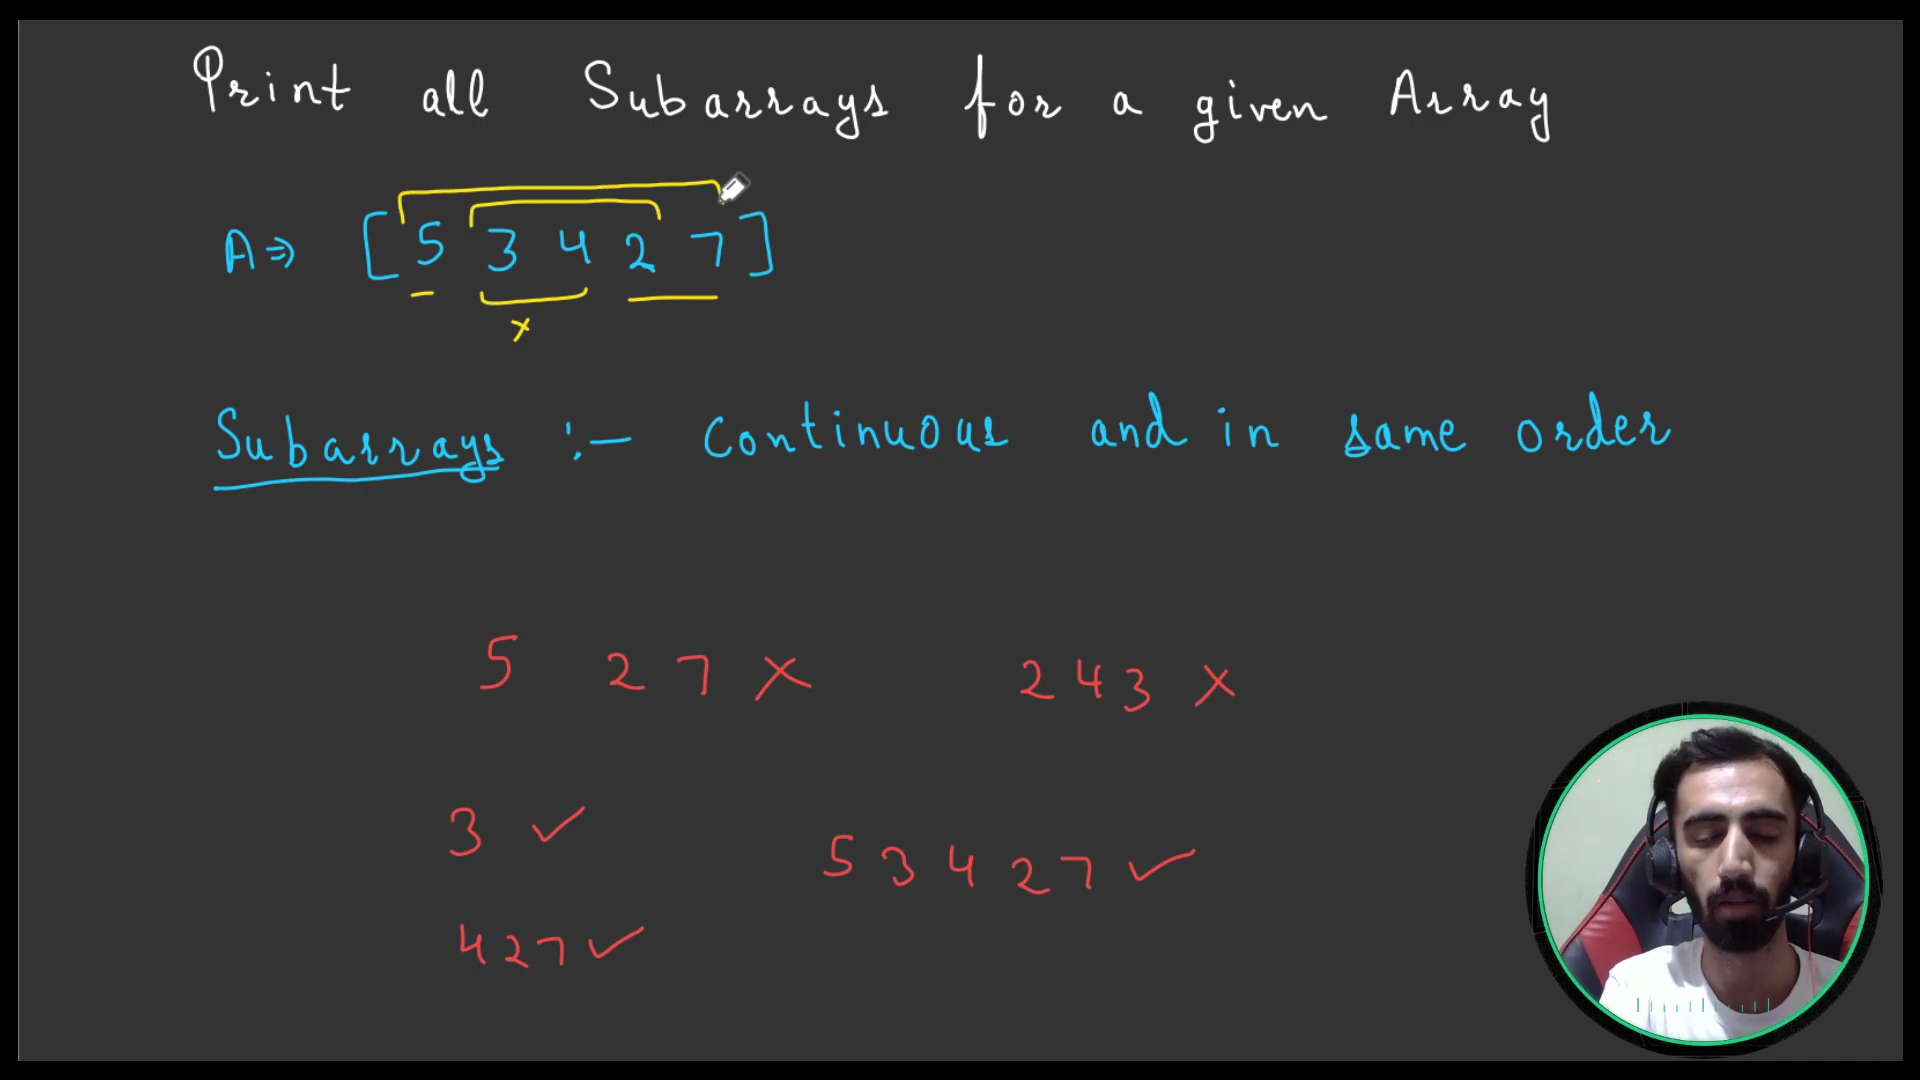 Print all Subarrays for a given Array
A ⇒ [ 5 3 4 2 7 ]
x
Subarrays :- Continuous and in same order
5 2 7 x 2 4 3 x
3 ✓
5 3 4 2 7 ✓
4 2 7 ✓